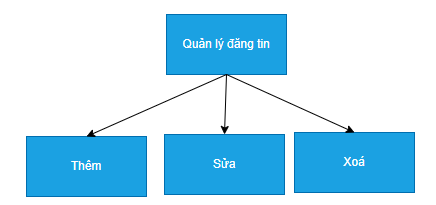 Quản lý đăng tin
Thêm
Sửa
Xoá